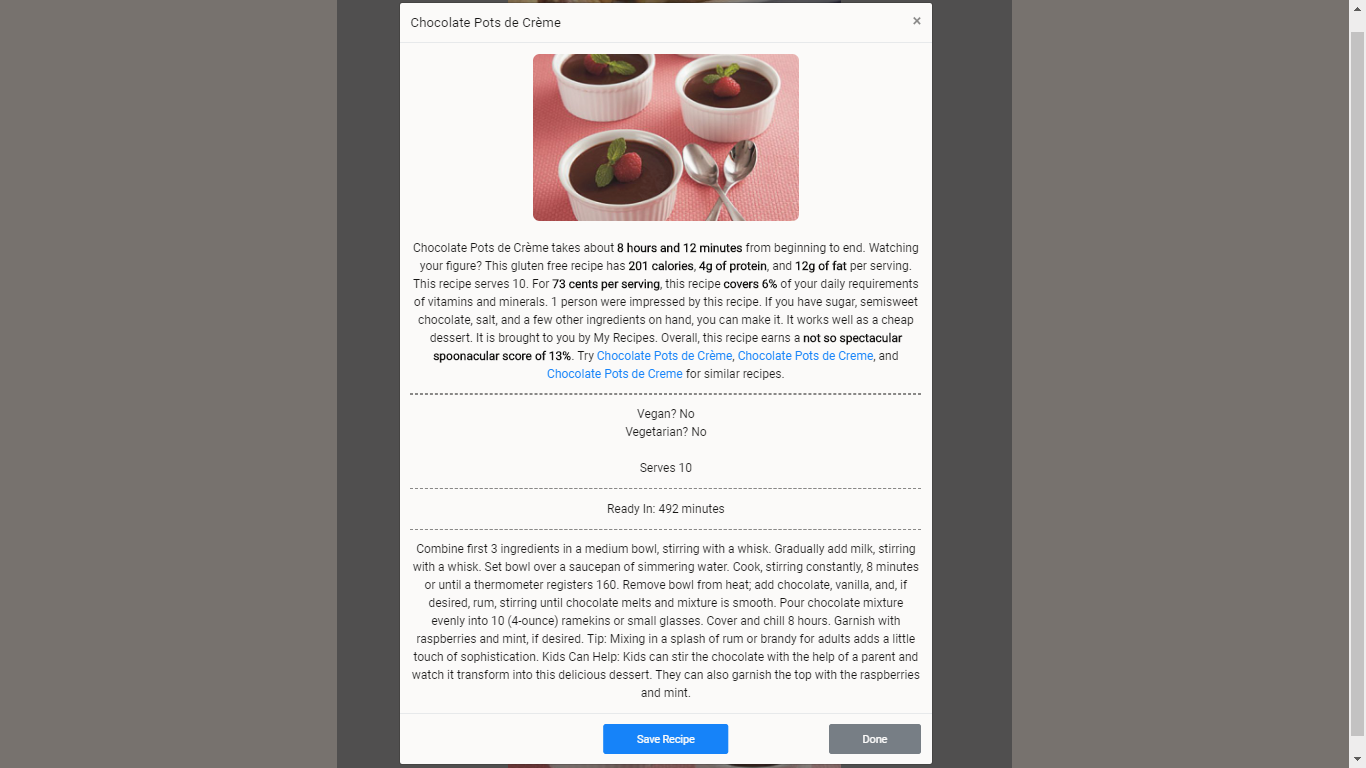 Chocolate Pots de Crème
×
Chocolate Pots de Crème takes about 8 hours and 12 minutes from beginning to end. Watching
your figure? This gluten free recipe has 201 calories, 4g of protein, and 12g of fat per serving.
This recipe serves 10. For 73 cents per serving, this recipe covers 6% of your daily requirements
of vitamins and minerals. 1 person were impressed by this recipe. If you have sugar, semisweet
chocolate, salt, and a few other ingredients on hand, you can make it. It works well as a cheap
dessert. It is brought to you by My Recipes. Overall, this recipe earns a not so spectacular
spoonacular score of 13%. Try Chocolate Pots de Crème, Chocolate Pots de Creme, and
Chocolate Pots de Creme for similar recipes.
Vegan? No
Vegetarian? No
Serves 10
Ready In: 492 minutes
Combine first 3 ingredients in a medium bowl, stirring with a whisk. Gradually add milk, stirring
with a whisk. Set bowl over a saucepan of simmering water. Cook, stirring constantly, 8 minutes
or until a thermometer registers 160. Remove bowl from heat; add chocolate, vanilla, and, if
desired, rum, stirring until chocolate melts and mixture is smooth. Pour chocolate mixture
evenly into 10 (4-ounce) ramekins or small glasses. Cover and chill 8 hours. Garnish with
raspberries and mint, if desired. Tip: Mixing in a splash of rum or brandy for adults adds a little
touch of sophistication. Kids Can Help: Kids can stir the chocolate with the help of a parent and
watch it transform into this delicious dessert. They can also garnish the top with the raspberries
and mint.
Save Recipe
Done